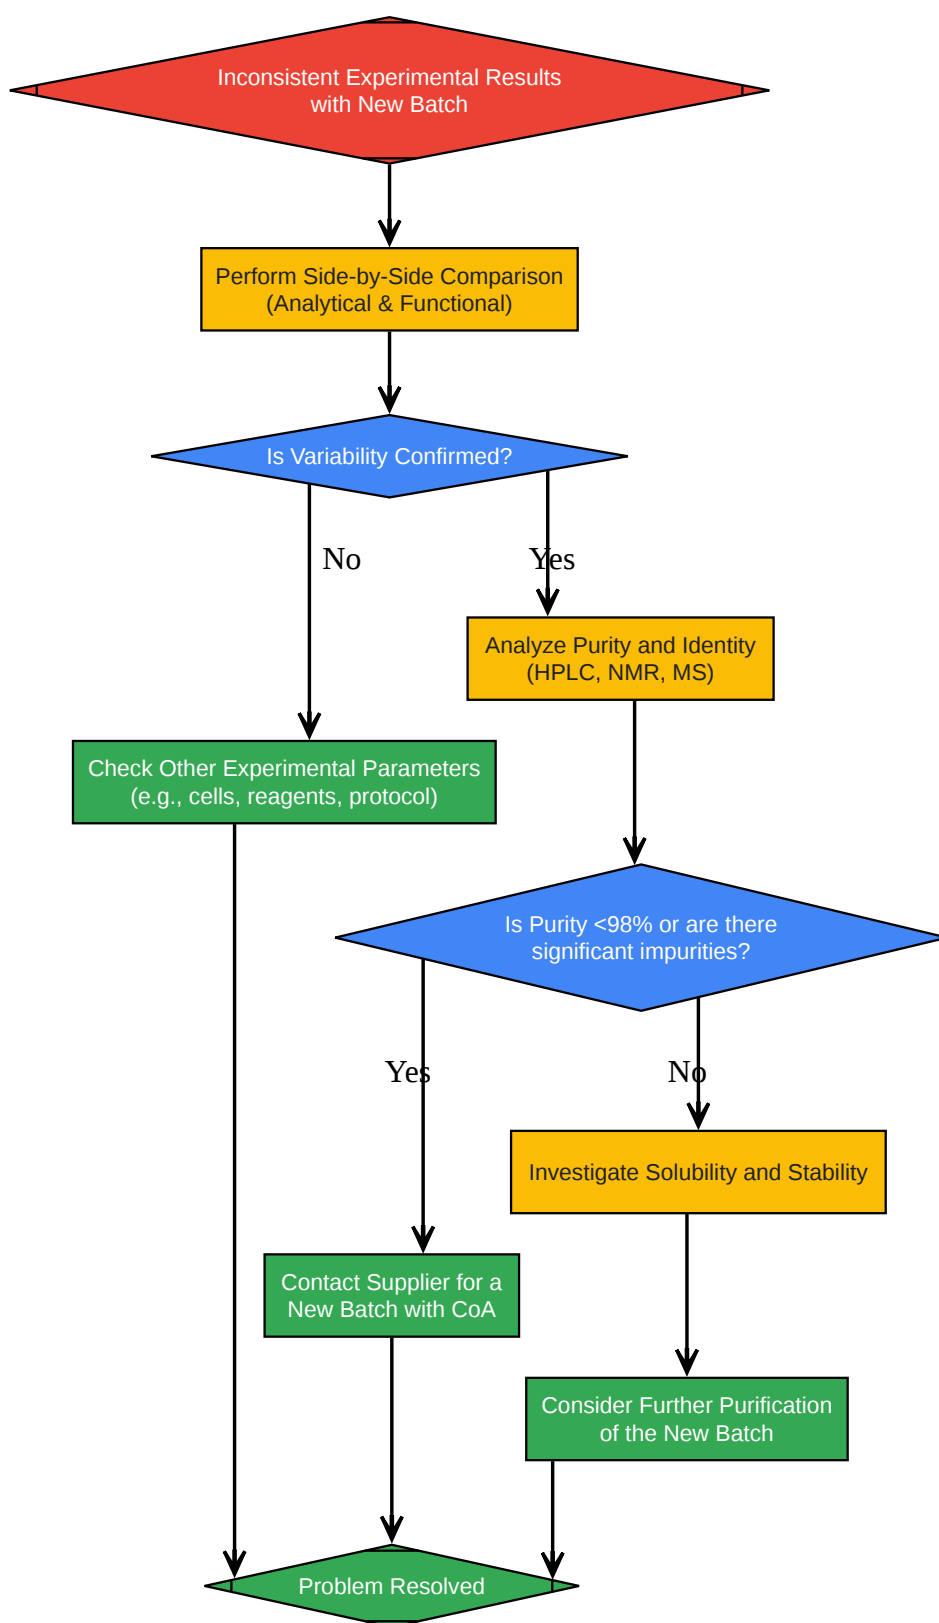 Inconsistent Experimental Results
with New Batch
Perform Side-by-Side Comparison
(Analytical & Functional)
Is Variability Confirmed?
No
Yes
Analyze Purity and Identity
(HPLC, NMR, MS)
Check Other Experimental Parameters
(e.g., cells, reagents, protocol)
Is Purity <98% or are there
significant impurities?
Yes
No
Investigate Solubility and Stability
Contact Supplier for a
New Batch with CoA
Consider Further Purification
of the New Batch
Problem Resolved